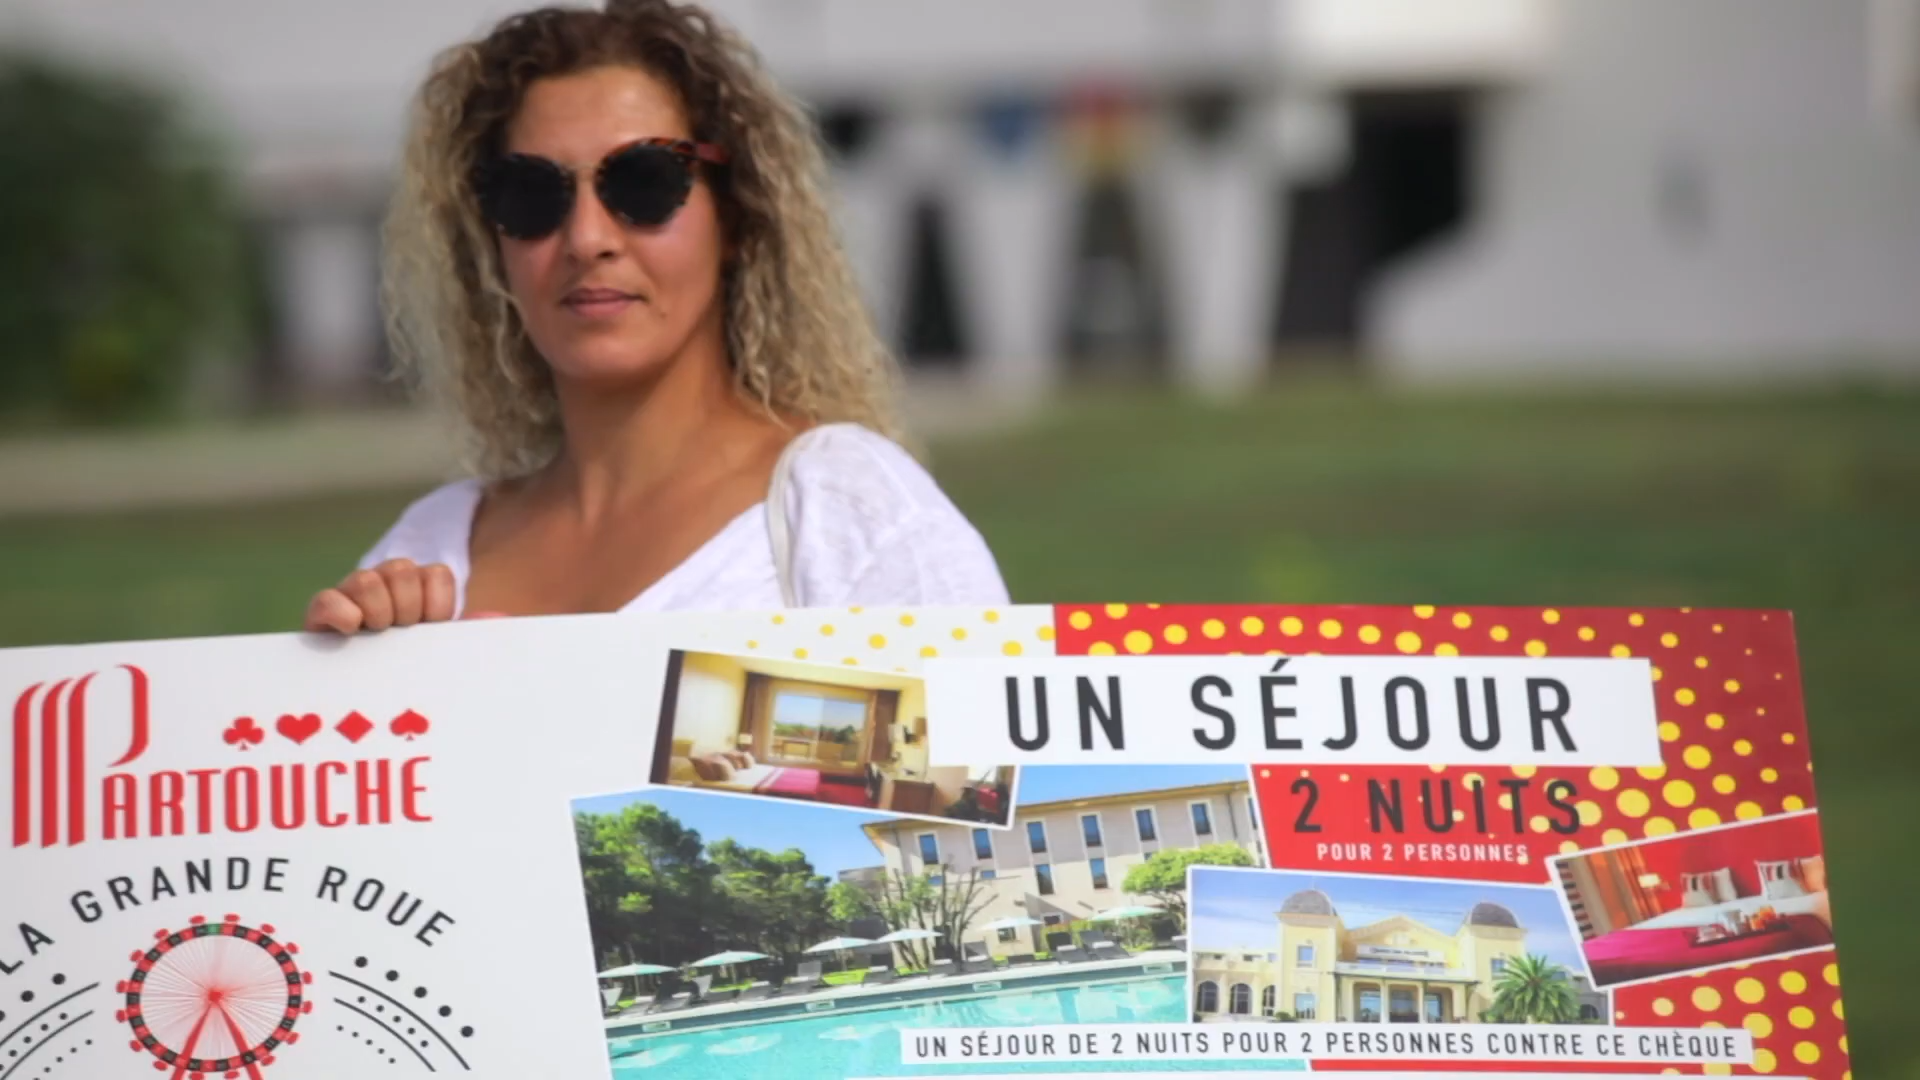 PARTOUCHE
LA GRANDE ROUE
UN SÉJOUR
2 NUITS
POUR 2 PERSONNES
UN SÉJOUR DE 2 NUITS POUR 2 PERSONNES CONTRE CE CHÈQUE